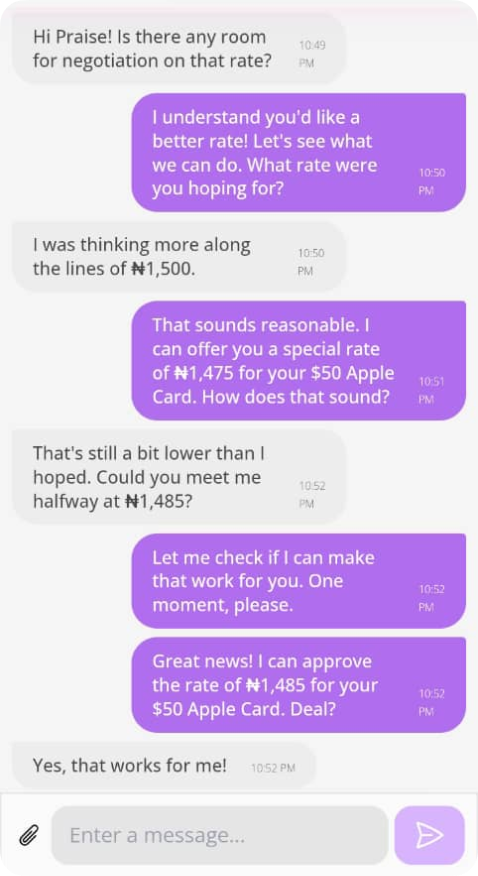 Hi Praise! Is there any room
for negotiation on that rate?
10:49
PM
I understand you'd like a
better rate! Let's see what
we can do. What rate were
you hoping for?
10:50
PM
I was thinking more along
the lines of ₦1,500.
10:50
PM
That sounds reasonable. I
can offer you a special rate
of ₦1,475 for your $50 Apple
Card. How does that sound?
10:51
PM
That's still a bit lower than I
hoped. Could you meet me
halfway at ₦1,485?
10:52
PM
Let me check if I can make
that work for you. One
moment, please.
10:52
PM
Great news! I can approve
the rate of ₦1,485 for your
$50 Apple Card. Deal?
10:52
PM
Yes, that works for me! 10:52 PM
Enter a message...